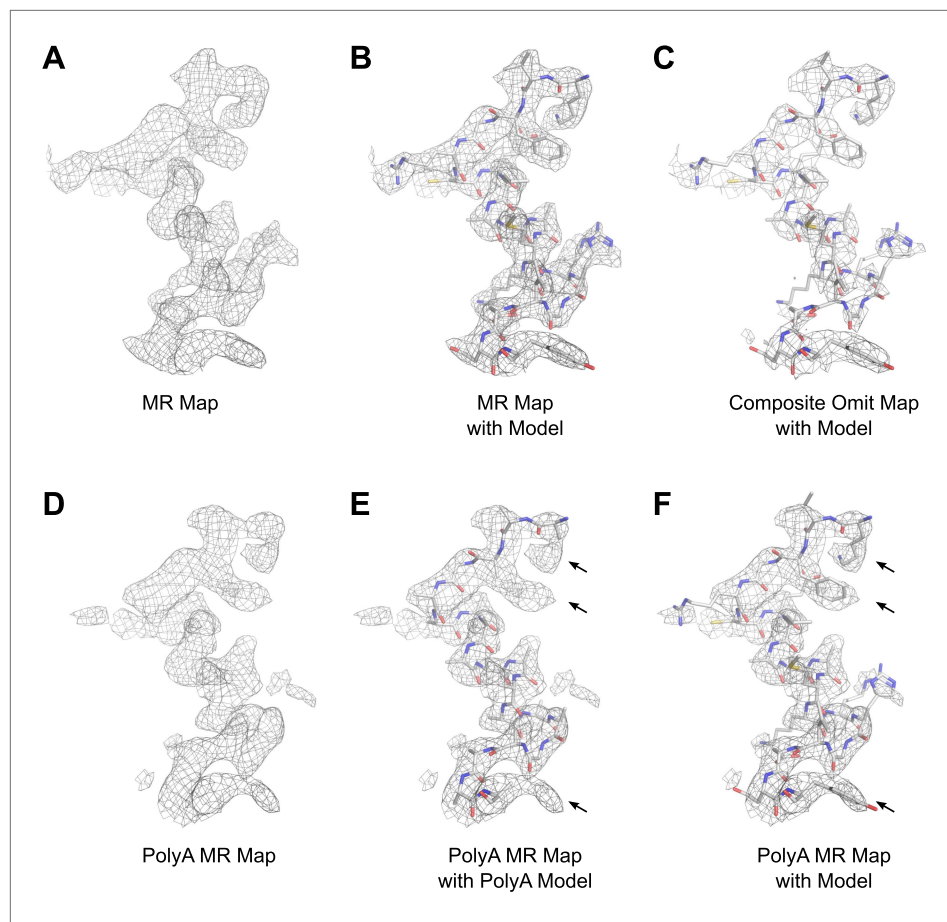 A
B
C
MR Map
MR Map
with Model
Composite Omit Map
with Model
D
E
F
PolyA MR Map
PolyA MR Map
with PolyA Model
PolyA MR Map
with Model